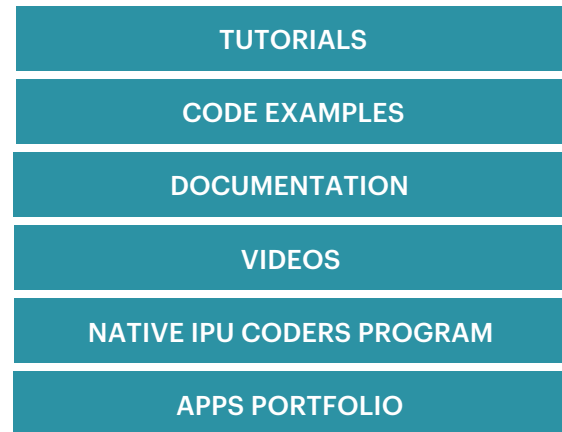 TUTORIALS
CODE EXAMPLES
DOCUMENTATION
VIDEOS
NATIVE IPU CODERS PROGRAM
APPS PORTFOLIO